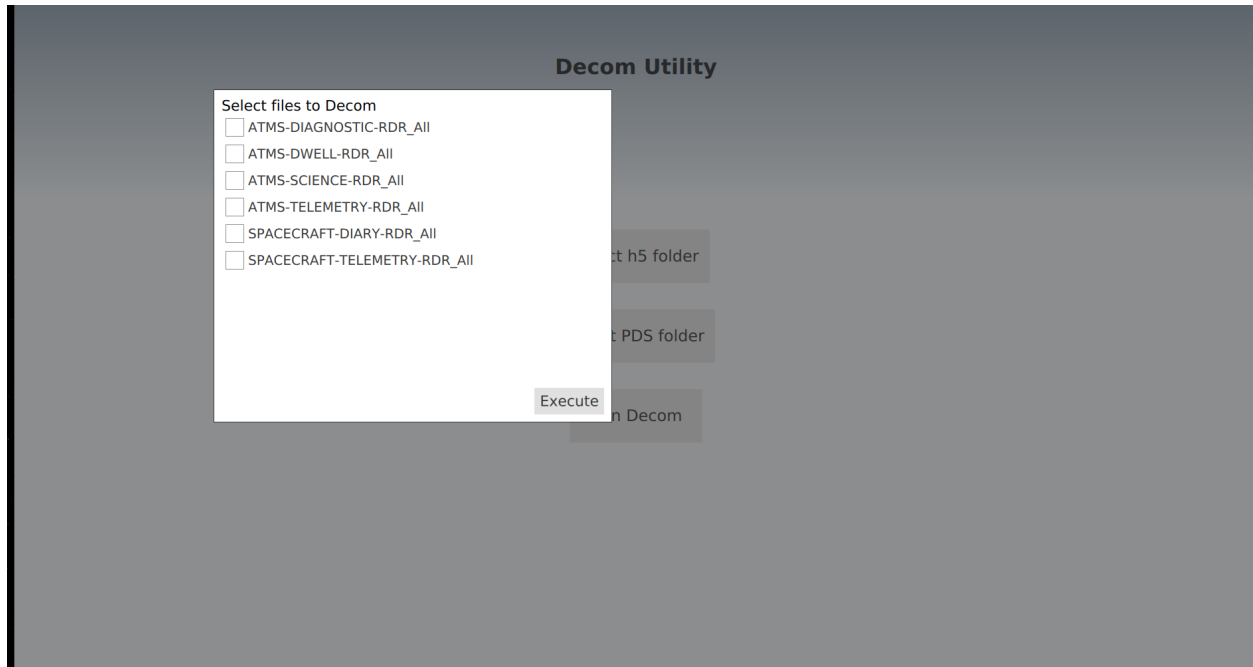 Decom Utility
Select files to Decom
ATMS-DIAGNOSTIC-RDR_All
ATMS-DWELL-RDR_All
ATMS-SCIENCE-RDR_All
ATMS-TELEMETRY-RDR_All
SPACECRAFT-DIARY-RDR_All
SPACECRAFT-TELEMETRY-RDR_All
h5 folder
PDS folder
Execute
Decom